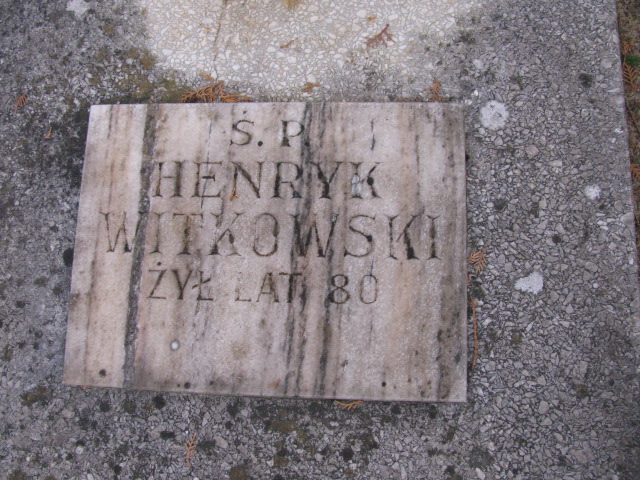 Ś. P.
HENRYK
WITKOWSKI
ŻYŁ LAT 80